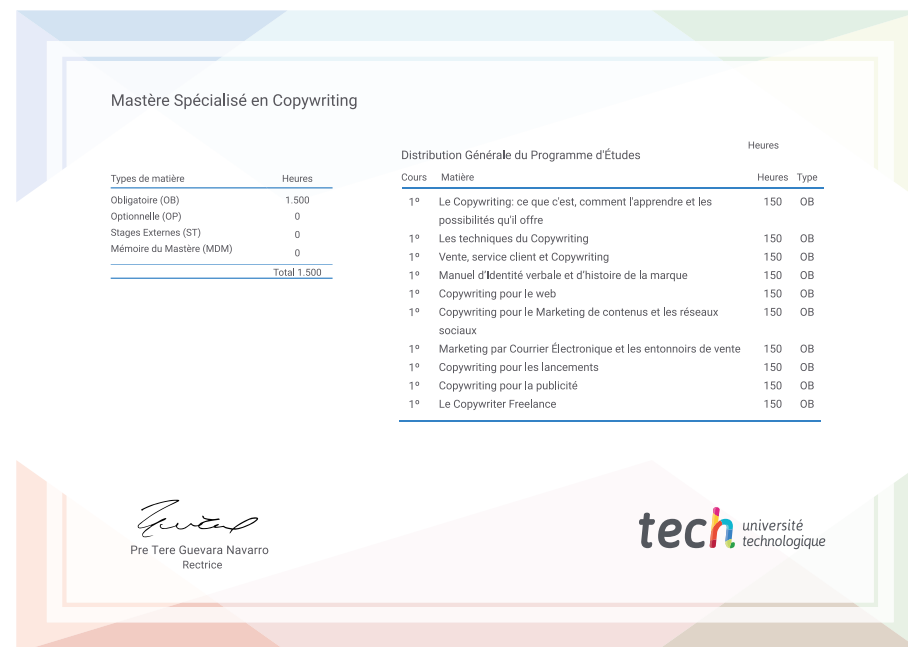 Mastère Spécialisé en Copywriting
Types de matière Heures
Obligatoire (OB) 1.500
Optionnelle (OP) 0
Stages Externes (ST) 0
Mémoire du Mastère (MDM) 0
Total 1.500
Heures
Distribution Générale du Programme d'Études
Cours Matière Heures Type
1º Le Copywriting: ce que c'est, comment l'apprendre et les 150 OB
possibilités qu'il offre
1º Les techniques du Copywriting 150 OB
1º Vente, service client et Copywriting 150 OB
1º Manuel d'Identité verbale et d'histoire de la marque 150 OB
1º Copywriting pour le web 150 OB
1º Copywriting pour le Marketing de contenus et les réseaux 150 OB
sociaux
1º Marketing par Courrier Électronique et les entonnoirs de vente 150 OB
1º Copywriting pour les lancements 150 OB
1º Copywriting pour la publicité 150 OB
1º Le Copywriter Freelance 150 OB
Pre Tere Guevara Navarro
Rectrice
tech université
technologique